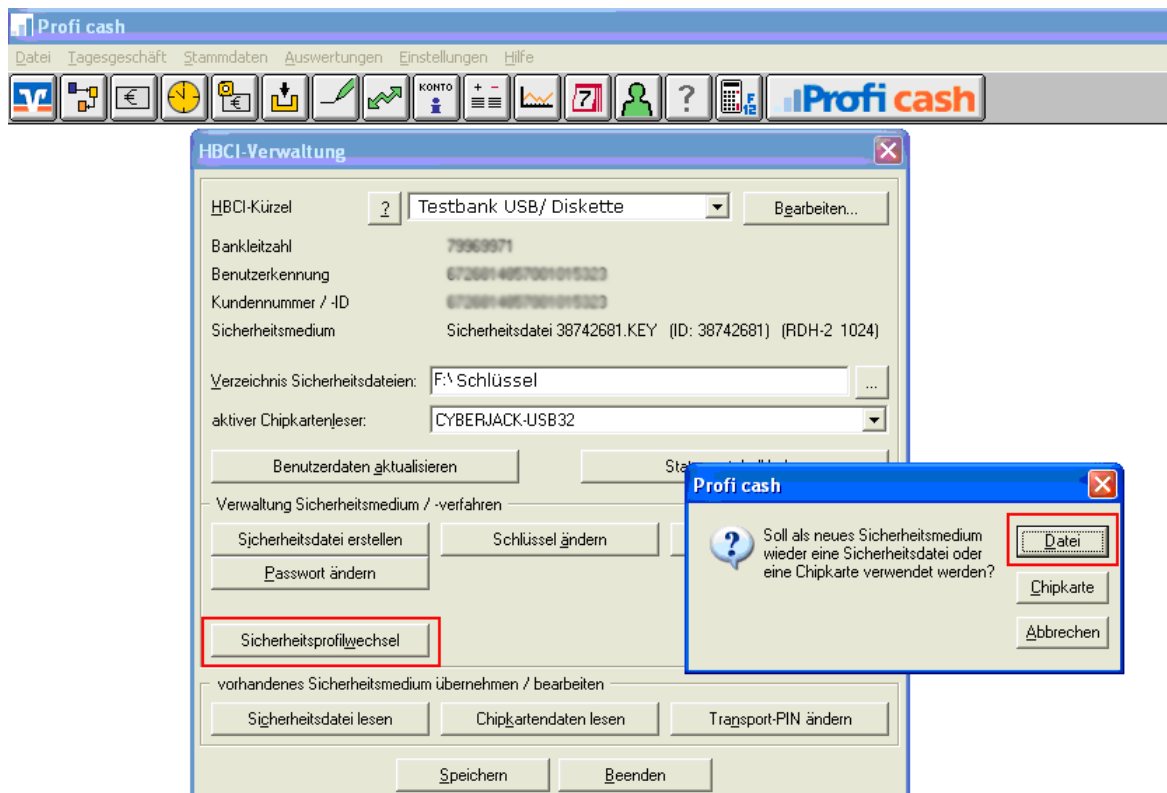 Profi cash
Datei Tagesgeschäft Stammdaten Auswertungen Einstellungen Hilfe
KONTO
7
?
F12
Profi cash
HBCI-Verwaltung
HBCI-Kürzel ? Testbank USB/ Diskette Bearbeiten...
Bankleitzahl
Benutzerkennung
Kundennummer / -ID
Sicherheitsmedium Sicherheitsdatei 38742681.KEY (ID: 38742681) (RDH-2 1024)
Verzeichnis Sicherheitsdateien: F:\ Schlüssel ...
aktiver Chipkartenleser: CYBERJACK-USB32
Benutzerdaten aktualisieren
Verwaltung Sicherheitsmedium / -verfahren
Sicherheitsdatei erstellen Schlüssel ändern
Passwort ändern
Sicherheitsprofilwechsel
Profi cash
Soll als neues Sicherheitsmedium
wieder eine Sicherheitsdatei oder
eine Chipkarte verwendet werden?
Datei
Chipkarte
Abbrechen
vorhandenes Sicherheitsmedium übernehmen / bearbeiten
Sicherheitsdatei lesen Chipkartendaten lesen Transport-PIN ändern
Speichern Beenden